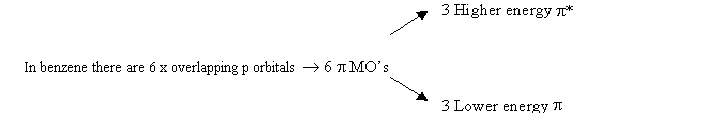 3 Higher energy π*
In benzene there are 6 x overlapping p orbitals → 6 π MO's
3 Lower energy π